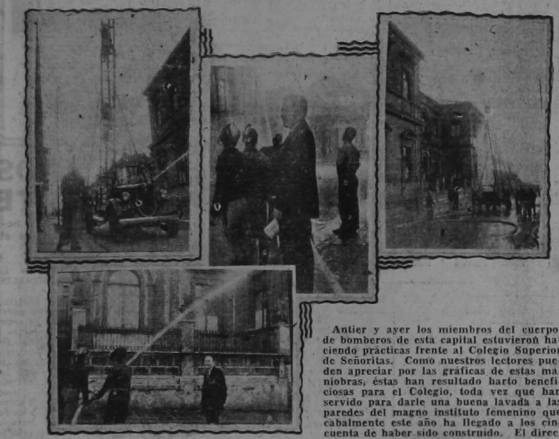 Antier y ayer los miembros del cuerpo
de bomberos de esta capital estuvieron ha-
ciendo prácticas frente al Colegio Superior
de Señoritas. Como nuestros lectores pue-
den apreciar por las gráficas de estas ma-
niobras, éstas han resultado harto benefi-
ciosas para el Colegio, toda vez que han
servido para darle una buena lavada a las
paredes del magno instituto femenino que
cabalmente este año ha llegado a los cin-
cuenta de haber sido construido. El direc